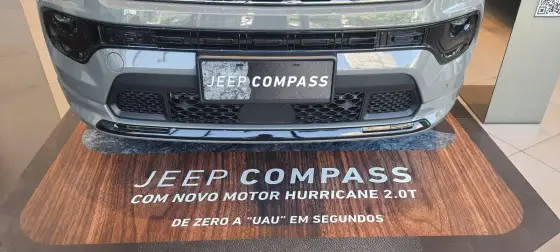 JEEP COMPASS
JEEP COMPASS
COM NOVO MOTOR HURRICANE 2.0T
DE ZERO A "UAU" EM SEGUNDOS